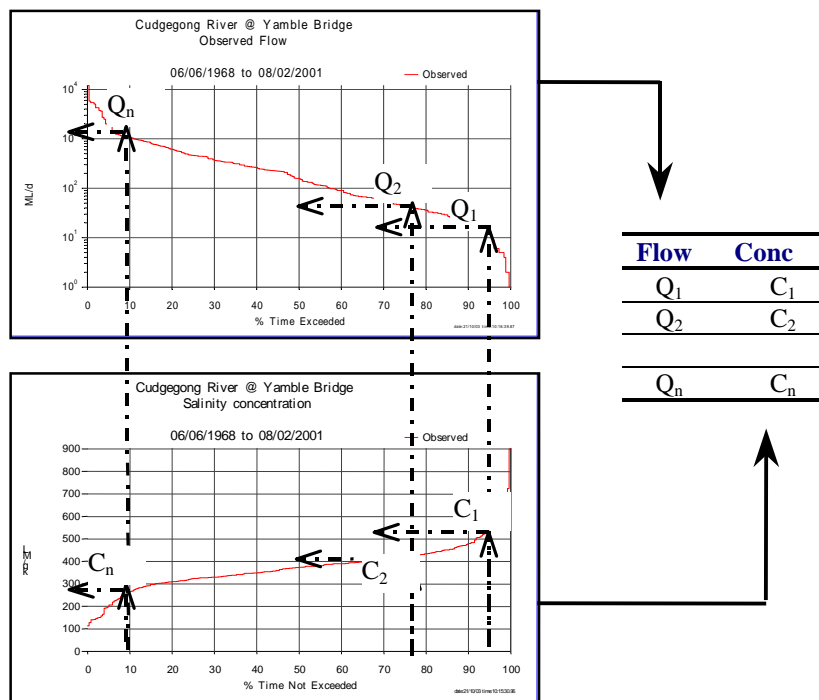 Cudgegong River @ Yamble Bridge
Observed Flow
06/06/1968 to 08/02/2001
Observed
10⁴
10³
10²
10¹
10⁰
ML/d
Qₙ
Q₂
Q₁
0 10 20 30 40 50 60 70 80 90 100
% Time Exceeded
Flow Conc
Q₁ C₁
Q₂ C₂
Qₙ Cₙ
Cudgegong River @ Yamble Bridge
Salinity concentration
06/06/1968 to 08/02/2001
Observed
900
800
700
600
500
400
300
200
100
0
C₁
C₂
Cₙ
0 10 20 30 40 50 60 70 80 90 100
% Time Not Exceeded